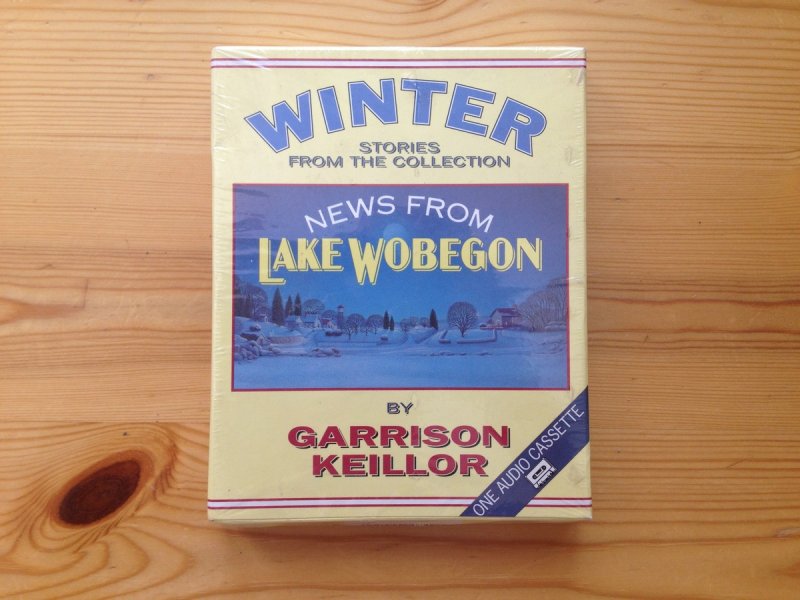 WINTER
STORIES
FROM THE COLLECTION
NEWS FROM
LAKE WOBEGON
BY
GARRISON
KEILLOR
ONE AUDIO CASSETTE